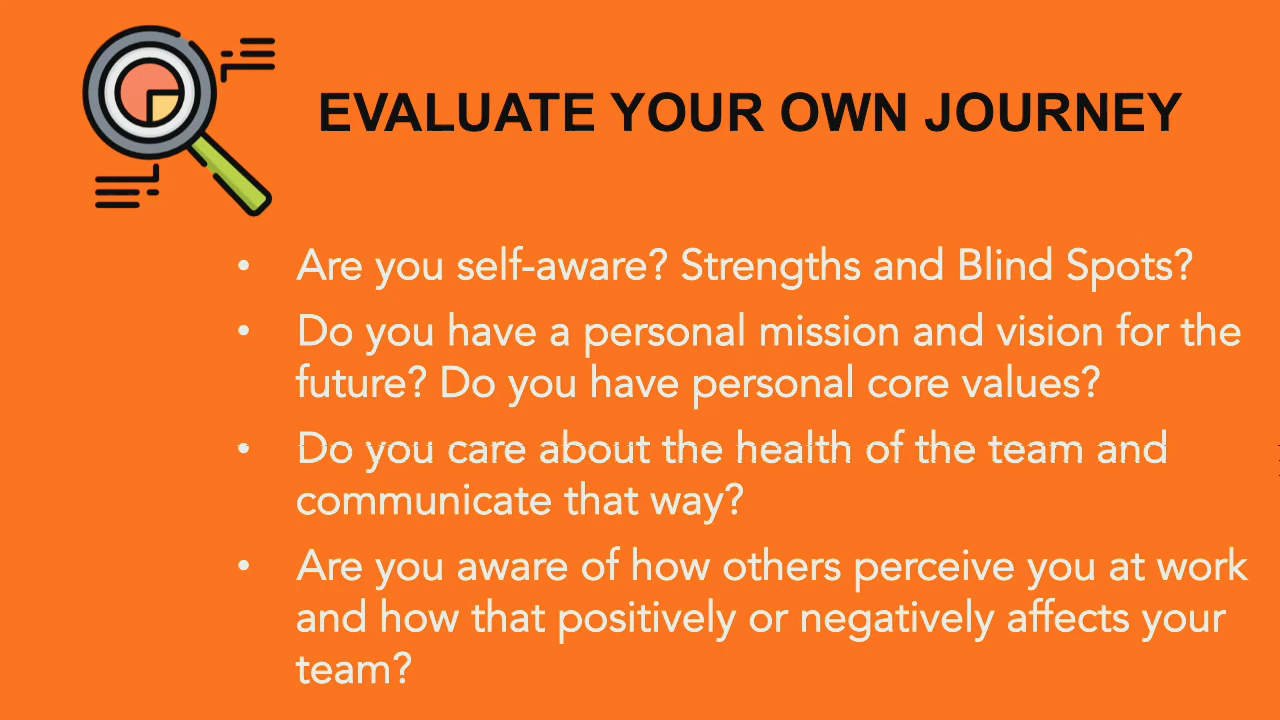 EVALUATE YOUR OWN JOURNEY
• Are you self-aware? Strengths and Blind Spots?
• Do you have a personal mission and vision for the
future? Do you have personal core values?
• Do you care about the health of the team and
communicate that way?
• Are you aware of how others perceive you at work
and how that positively or negatively affects your
team?